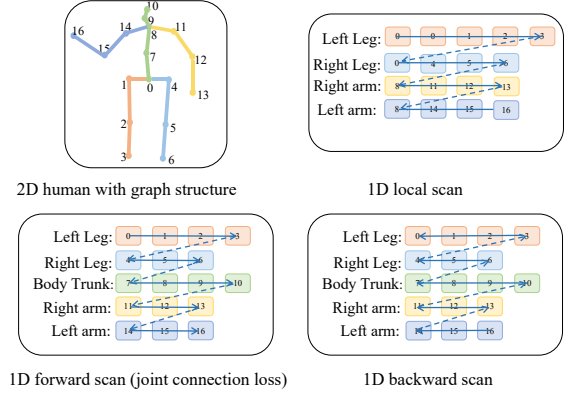 10
16
14
9
11
8
15
7
12
1
0
4
13
2
5
3
6
2D human with graph structure
Left Leg: 0 0 1 2 3
Right Leg: 0 4 5 6
Right arm: 8 11 12 13
Left arm: 8 14 15 16
1D local scan
Left Leg: 0 1 2 3
Right Leg: 4 5 6
Body Trunk: 7 8 9 10
Right arm: 11 12 13
Left arm: 14 15 16
1D forward scan (joint connection loss)
Left Leg: 0 1 2 3
Right Leg: 4 5 6
Body Trunk: 7 8 9 10
Right arm: 11 12 13
Left arm: 14 15 16
1D backward scan